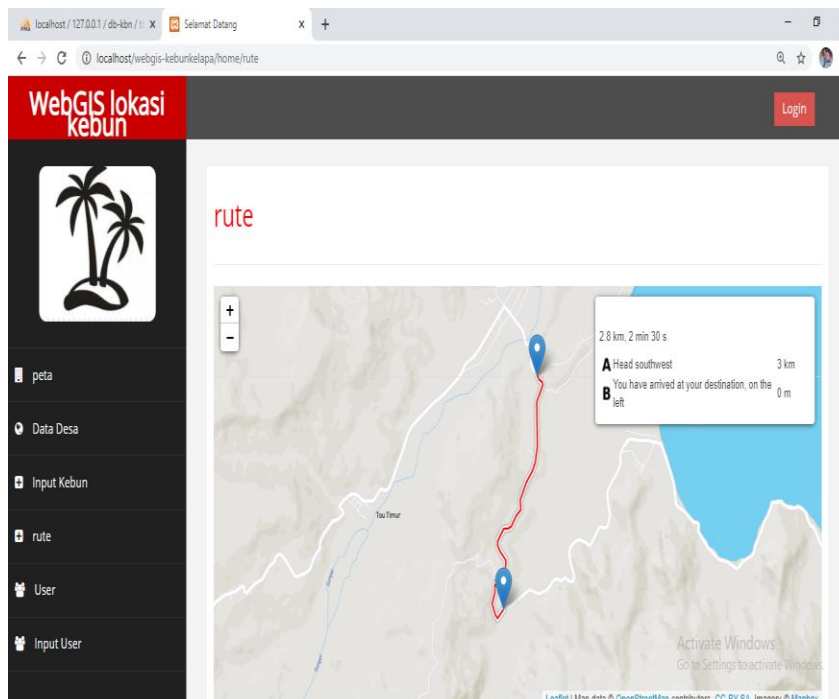 localhost / 127.0.0.1 / db-kbn /
Selamat Datang
localhost/webgis-kebunkelapa/home/rute
WebGIS lokasi
kebun
Login
rute
+
−
2.8 km, 2 min 30 s
A Head southwest 3 km
B You have arrived at your destination, on the left 0 m
peta
Data Desa
Input Kebun
rute
User
Input User
Tou Timur
Activate Windows
Go to Settings to activate Windows.
Leaflet | Map data © OpenStreetMap contributors, CC-BY-SA, Imagery © Mapbox